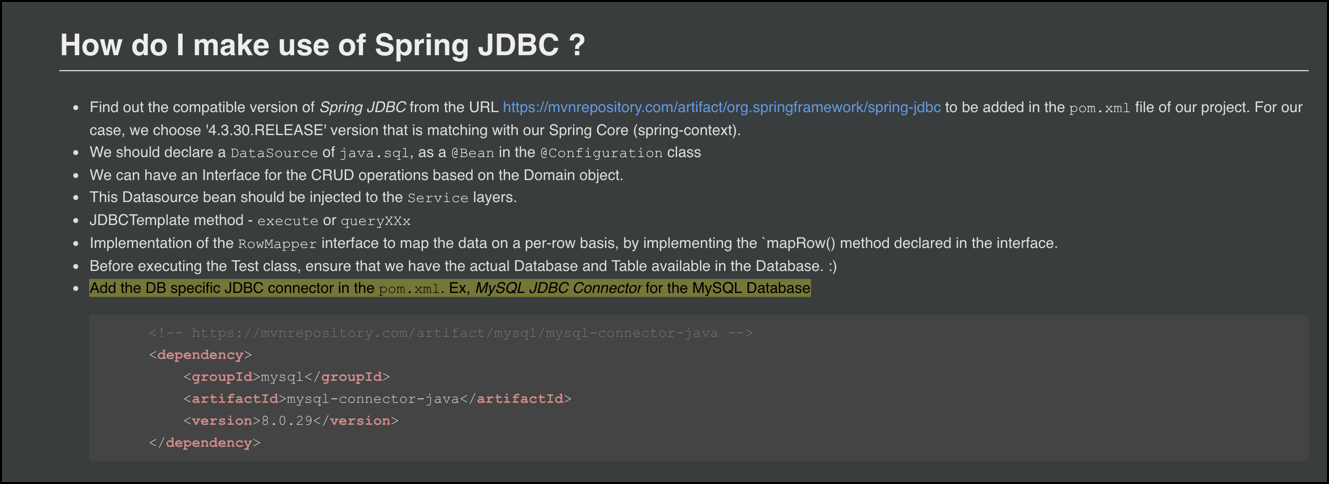 How do I make use of Spring JDBC ?
Find out the compatible version of Spring JDBC from the URL https://mvnrepository.com/artifact/org.springframework/spring-jdbc to be added in the pom.xml file of our project. For our
case, we choose '4.3.30.RELEASE' version that is matching with our Spring Core (spring-context).
We should declare a DataSource of java.sql, as a @Bean in the @Configuration class
We can have an Interface for the CRUD operations based on the Domain object.
This Datasource bean should be injected to the Service layers.
JDBCTemplate method - execute or queryXXx
Implementation of the RowMapper interface to map the data on a per-row basis, by implementing the `mapRow() method declared in the interface.
Before executing the Test class, ensure that we have the actual Database and Table available in the Database. :)
Add the DB specific JDBC connector in the pom.xml. Ex, MySQL JDBC Connector for the MySQL Database
<!-- https://mvnrepository.com/artifact/mysql/mysql-connector-java -->
<dependency>
<groupId>mysql</groupId>
<artifactId>mysql-connector-java</artifactId>
<version>8.0.29</version>
</dependency>